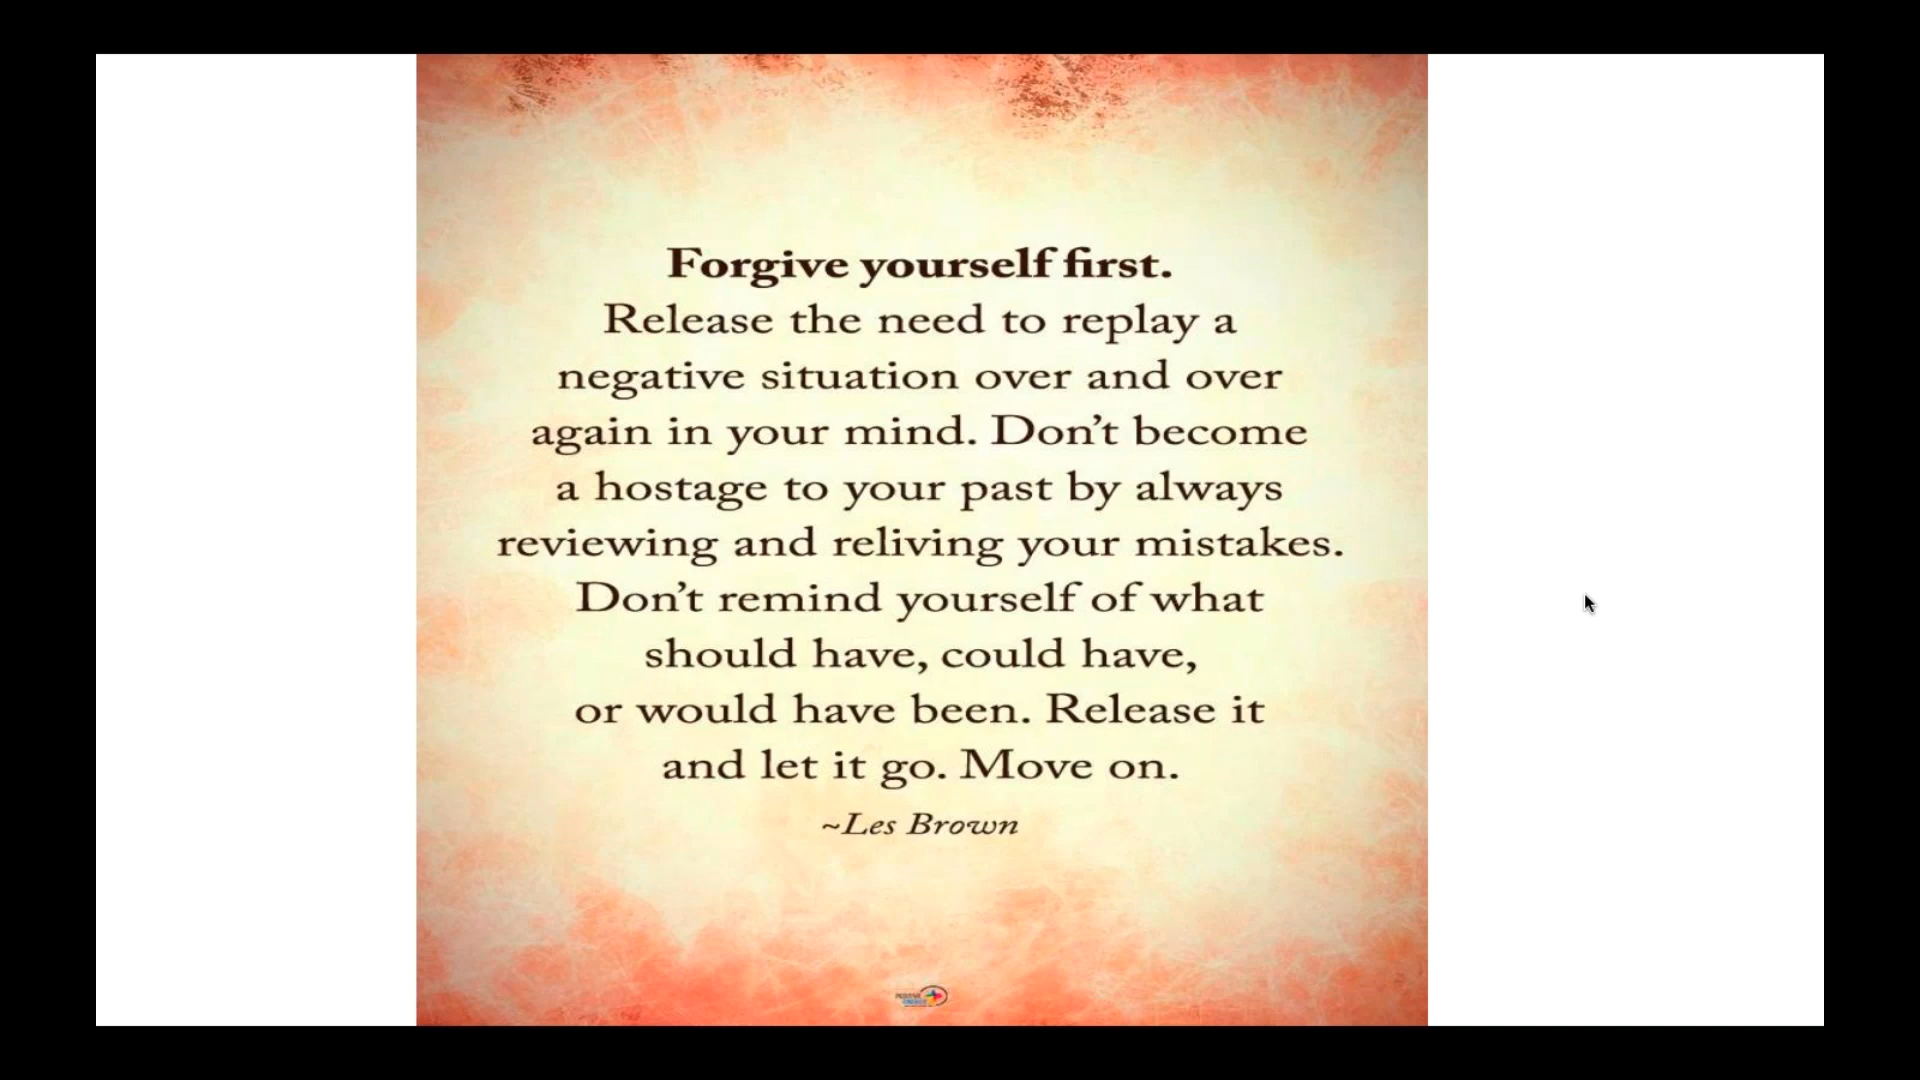 Forgive yourself first.
Release the need to replay a
negative situation over and over
again in your mind. Don’t become
a hostage to your past by always
reviewing and reliving your mistakes.
Don’t remind yourself of what
should have, could have,
or would have been. Release it
and let it go. Move on.
~Les Brown